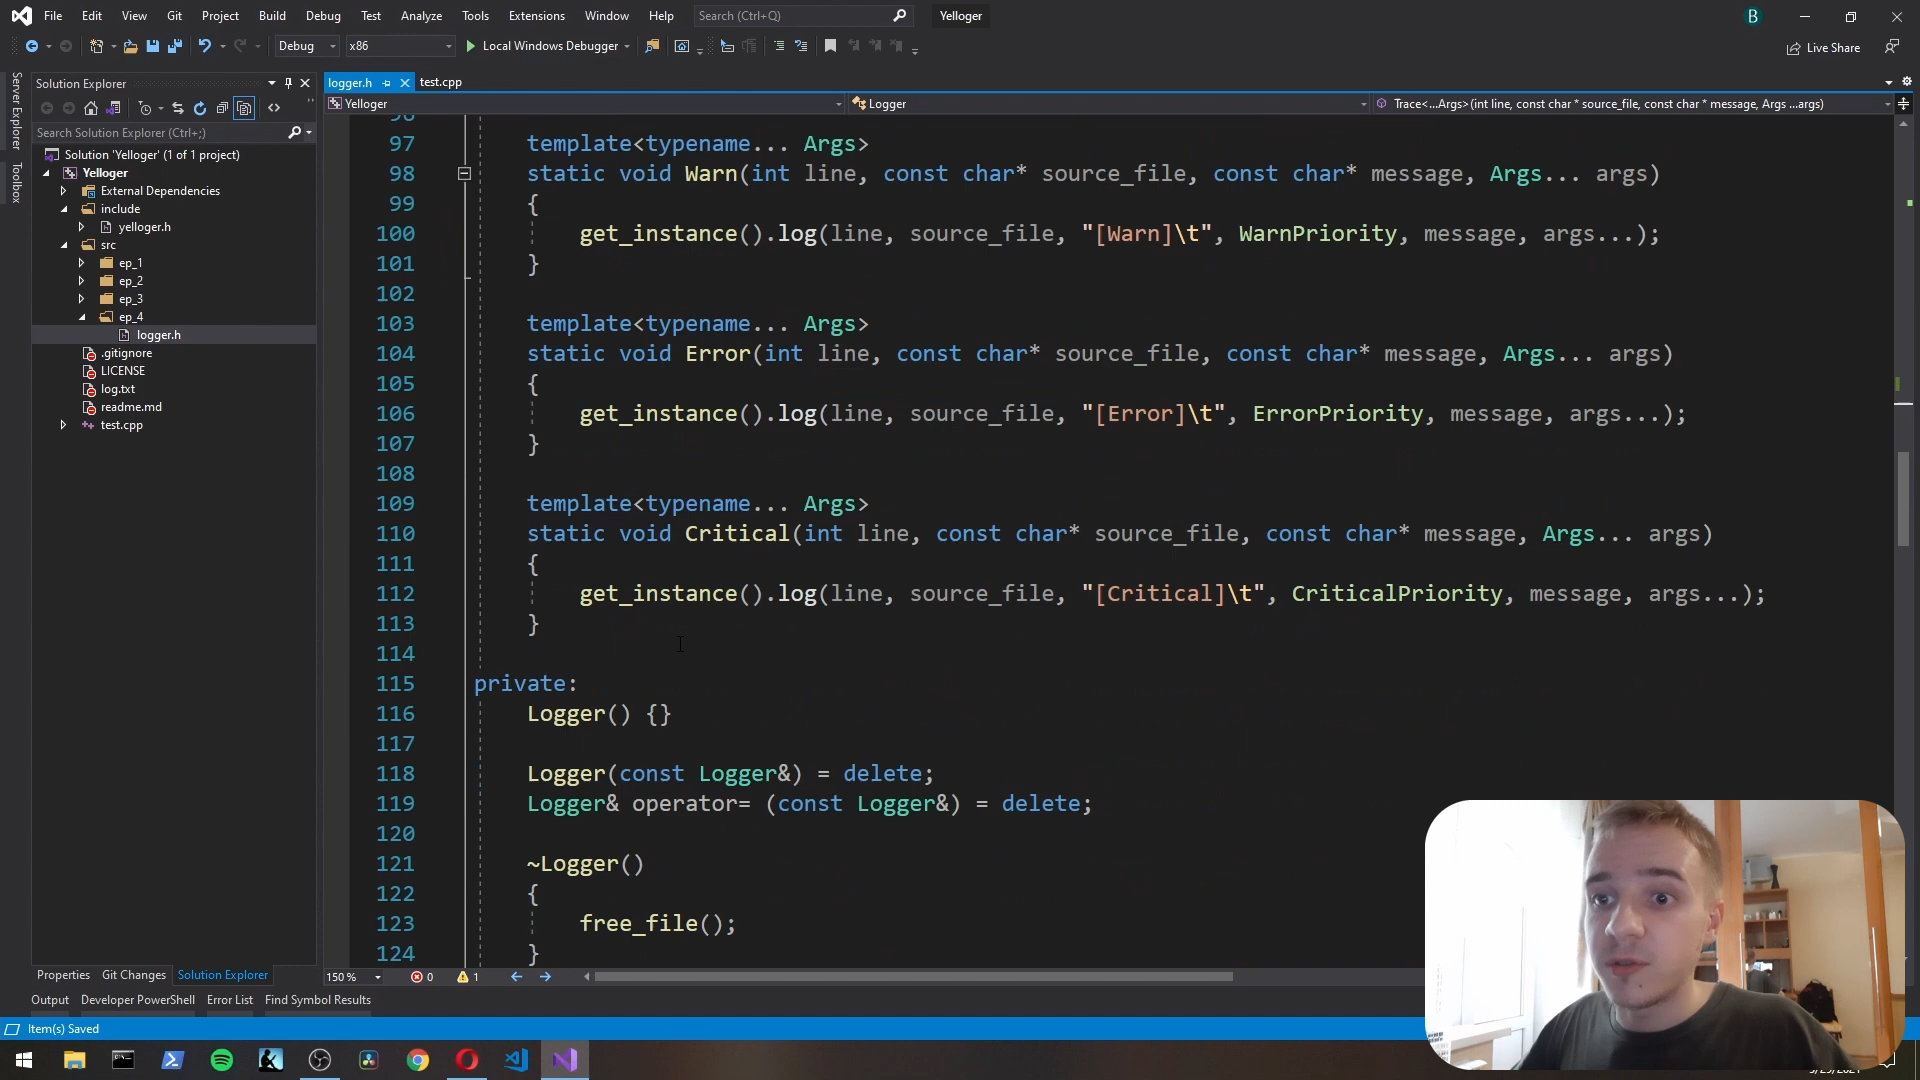 File Edit View Git Project Build Debug Test Analyze Tools Extensions Window Help Search (Ctrl+Q) Yelloger B
Debug x86 Local Windows Debugger Live Share
Server Explorer
Toolbox
Solution Explorer
Search Solution Explorer (Ctrl+;)
Solution 'Yelloger' (1 of 1 project)
Yelloger
External Dependencies
include
yelloger.h
src
ep_1
ep_2
ep_3
ep_4
logger.h
.gitignore
LICENSE
log.txt
readme.md
test.cpp
logger.h test.cpp
Yelloger Logger Trace<...Args>(int line, const char * source_file, const char * message, Args ...args)
97 template<typename... Args>
98 static void Warn(int line, const char* source_file, const char* message, Args... args)
99 {
100 get_instance().log(line, source_file, "[Warn]\t", WarnPriority, message, args...);
101 }
102
103 template<typename... Args>
104 static void Error(int line, const char* source_file, const char* message, Args... args)
105 {
106 get_instance().log(line, source_file, "[Error]\t", ErrorPriority, message, args...);
107 }
108
109 template<typename... Args>
110 static void Critical(int line, const char* source_file, const char* message, Args... args)
111 {
112 get_instance().log(line, source_file, "[Critical]\t", CriticalPriority, message, args...);
113 }
114
115 private:
116 Logger() {}
117
118 Logger(const Logger&) = delete;
119 Logger& operator= (const Logger&) = delete;
120
121 ~Logger()
122 {
123 free_file();
124 }
Properties Git Changes Solution Explorer
150 % 0 1
Output Developer PowerShell Error List Find Symbol Results
Item(s) Saved